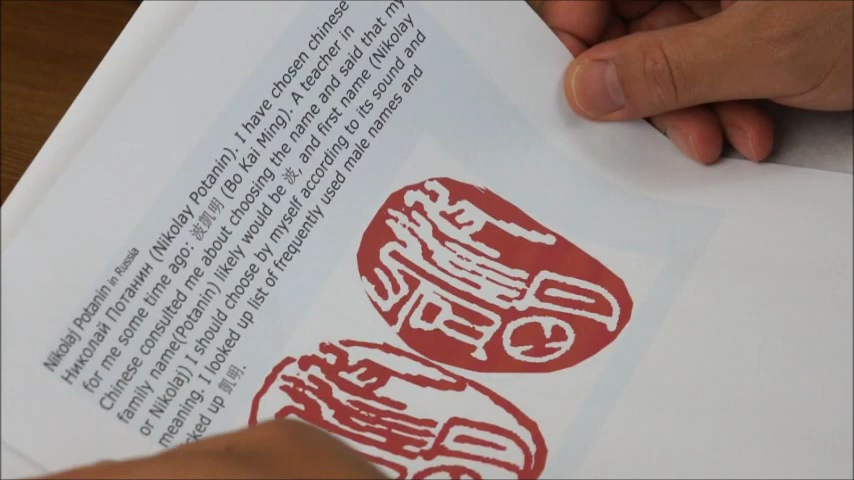 Nikolaj Potanin in Russia
Николай Потанин (Nikolay Potanin). I have chosen chinese
for me some time ago: 波凱明 (Bo Kai Ming). A teacher in
Chinese consulted me about choosing the name and said that my
family name(Potanin) likely would be 波, and first name (Nikolay
or Nikolaj) I should choose by myself according to its sound and
meaning. I looked up list of frequently used male names and
cked up 凱明.